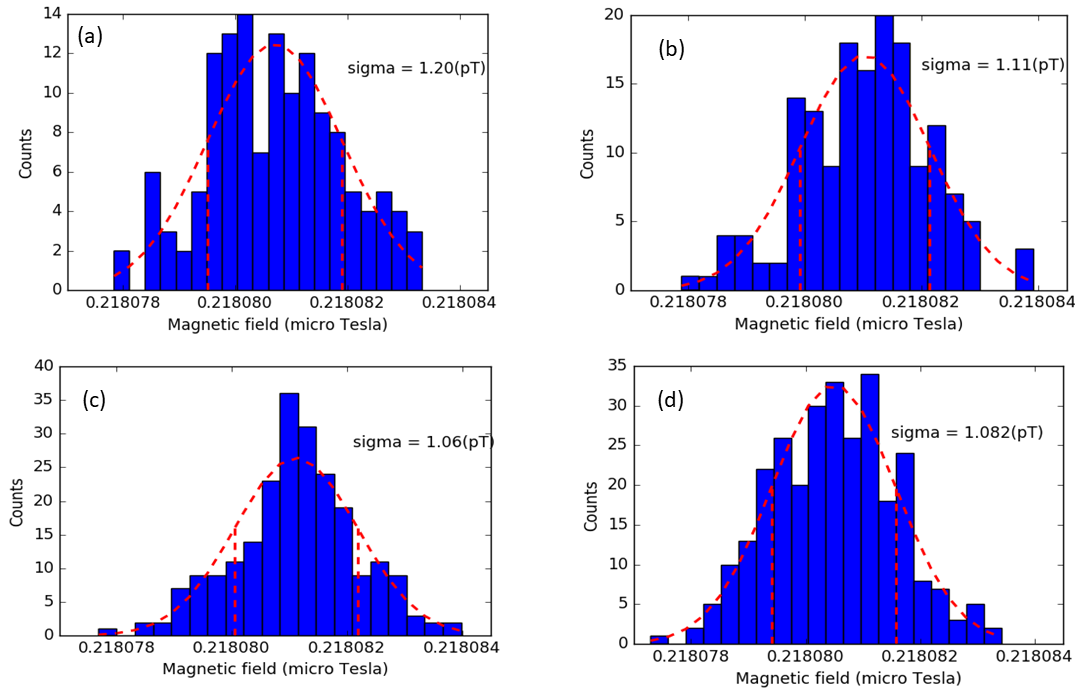 (a)
sigma = 1.20(pT)
14
12
10
8
6
4
2
0
Counts
0.218078 0.218080 0.218082 0.218084
Magnetic field (micro Tesla)
(b)
sigma = 1.11(pT)
20
15
10
5
0
Counts
0.218078 0.218080 0.218082 0.218084
Magnetic field (micro Tesla)
(c)
sigma = 1.06(pT)
40
35
30
25
20
15
10
5
0
Counts
0.218078 0.218080 0.218082 0.218084
Magnetic field (micro Tesla)
(d)
sigma = 1.082(pT)
35
30
25
20
15
10
5
0
Counts
0.218078 0.218080 0.218082 0.218084
Magnetic field (micro Tesla)